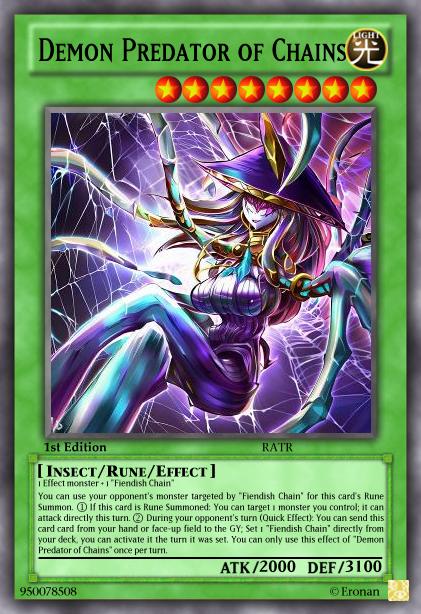 DEMON PREDATOR OF CHAINS
LIGHT
光
1st Edition RATR
[ INSECT/RUNE/EFFECT ]
1 Effect monster + 1 "Fiendish Chain"
You can use your opponent's monster targeted by "Fiendish Chain" for this card's Rune
Summon. ① If this card is Rune Summoned: You can target 1 monster you control; it can
attack directly this turn. ② During your opponent's turn (Quick Effect): You can send this
card card from your hand or face-up field to the GY; Set 1 "Fiendish Chain" directly from
your deck, you can activate it the turn it was set. You can only use this effect of "Demon
Predator of Chains" once per turn.
ATK/2000 DEF/3100
950078508 © Eronan